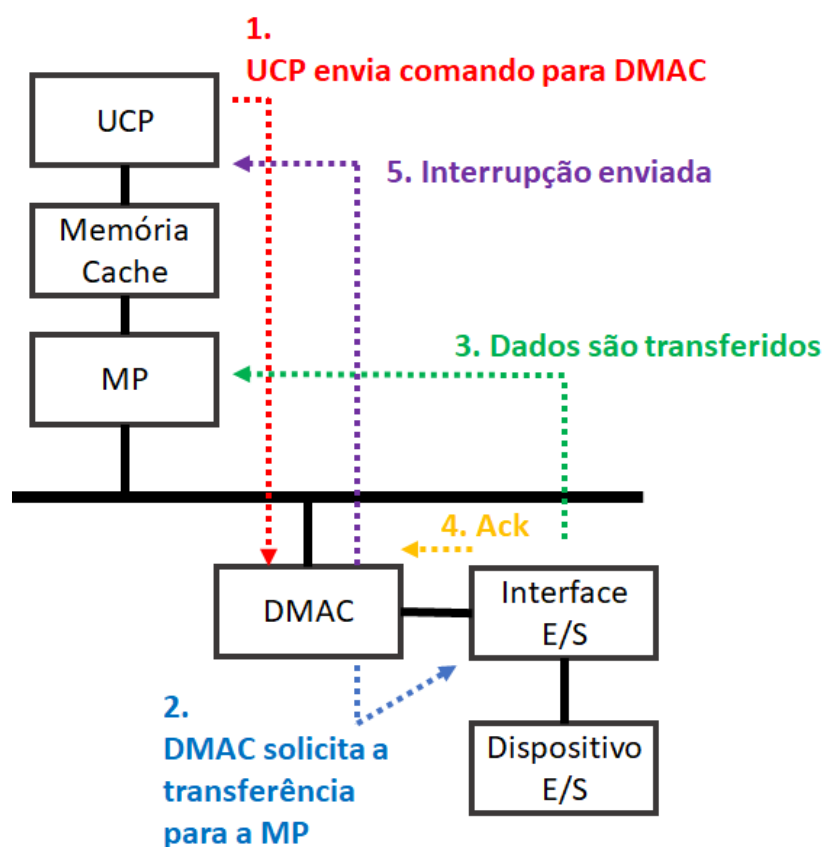 1.
UCP envia comando para DMAC
UCP
5. Interrupção enviada
Memória
Cache
3. Dados são transferidos
MP
4. Ack
DMAC
Interface
E/S
2.
DMAC solicita a
transferência
para a MP
Dispositivo
E/S